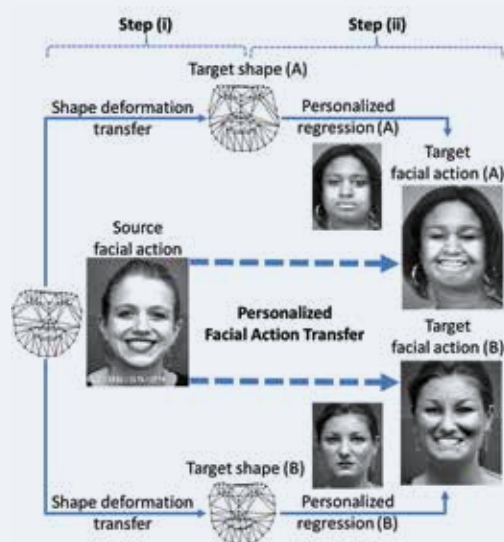 Step (i)
Step (ii)
Target shape (A)
Shape deformation
transfer
Personalized
regression (A)
Target
facial action (A)
Source
facial action
Personalized
Facial Action Transfer
Target
facial action (B)
Target shape (B)
Shape deformation
transfer
Personalized
regression (B)